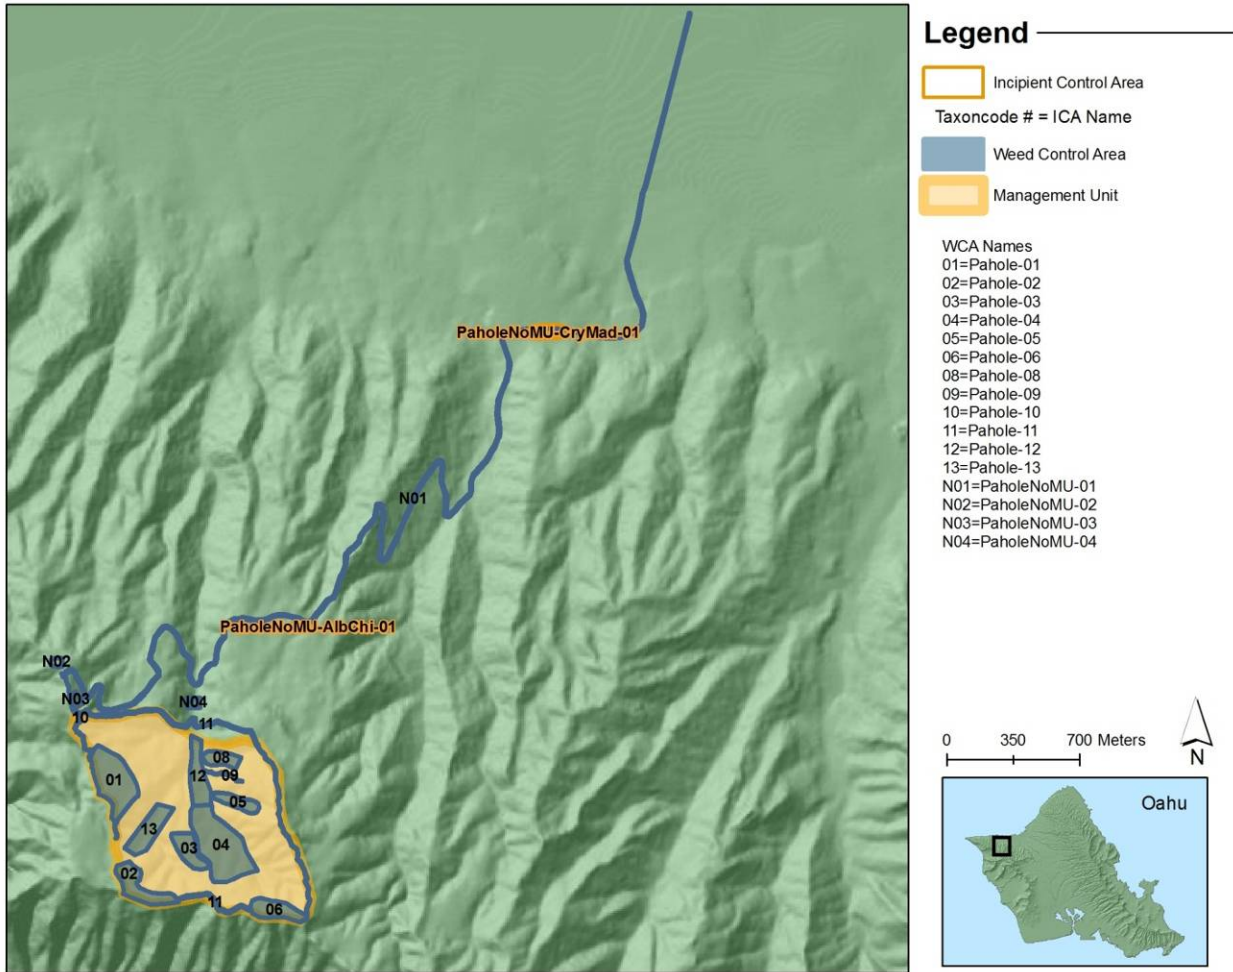 PaholeNoMU-CryMad-01
N01
PaholeNoMU-AlbChi-01
N02
N03
N04
10
11
08
12
09
01
05
13
03
04
02
11
06
Legend
Incipient Control Area
Taxoncode # = ICA Name
Weed Control Area
Management Unit
WCA Names
01=Pahole-01
02=Pahole-02
03=Pahole-03
04=Pahole-04
05=Pahole-05
06=Pahole-06
08=Pahole-08
09=Pahole-09
10=Pahole-10
11=Pahole-11
12=Pahole-12
13=Pahole-13
N01=PaholeNoMU-01
N02=PaholeNoMU-02
N03=PaholeNoMU-03
N04=PaholeNoMU-04
0 350 700 Meters
N
Oahu